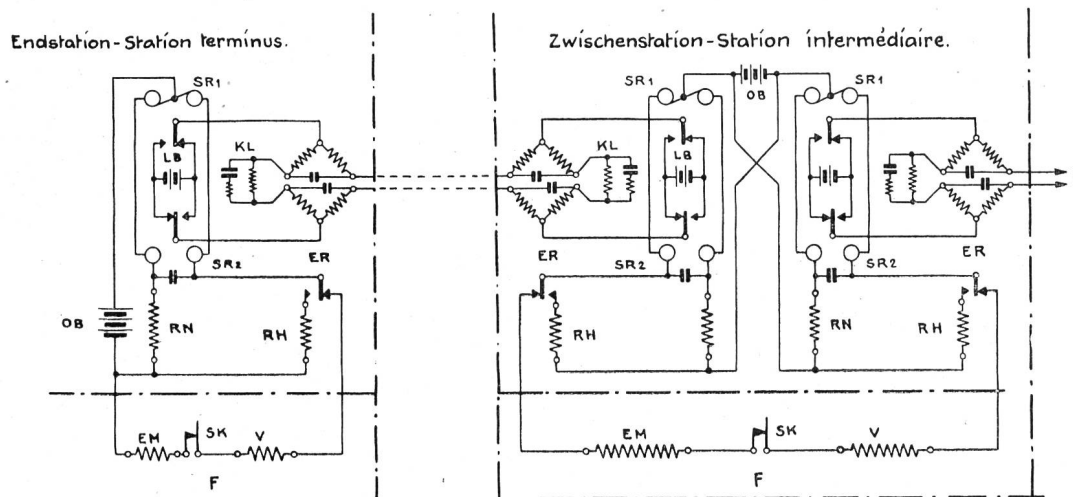 Endstation-Station terminus.
Zwischenstation-Station intermédiaire.
SR1
LB
KL
ER
SR2
OB
RN
RH
EM
SK
V
F
OB
SR1
SR1
KL
LB
ER
ER
SR2
SR2
RH
RN
RH
EM
SK
V
F